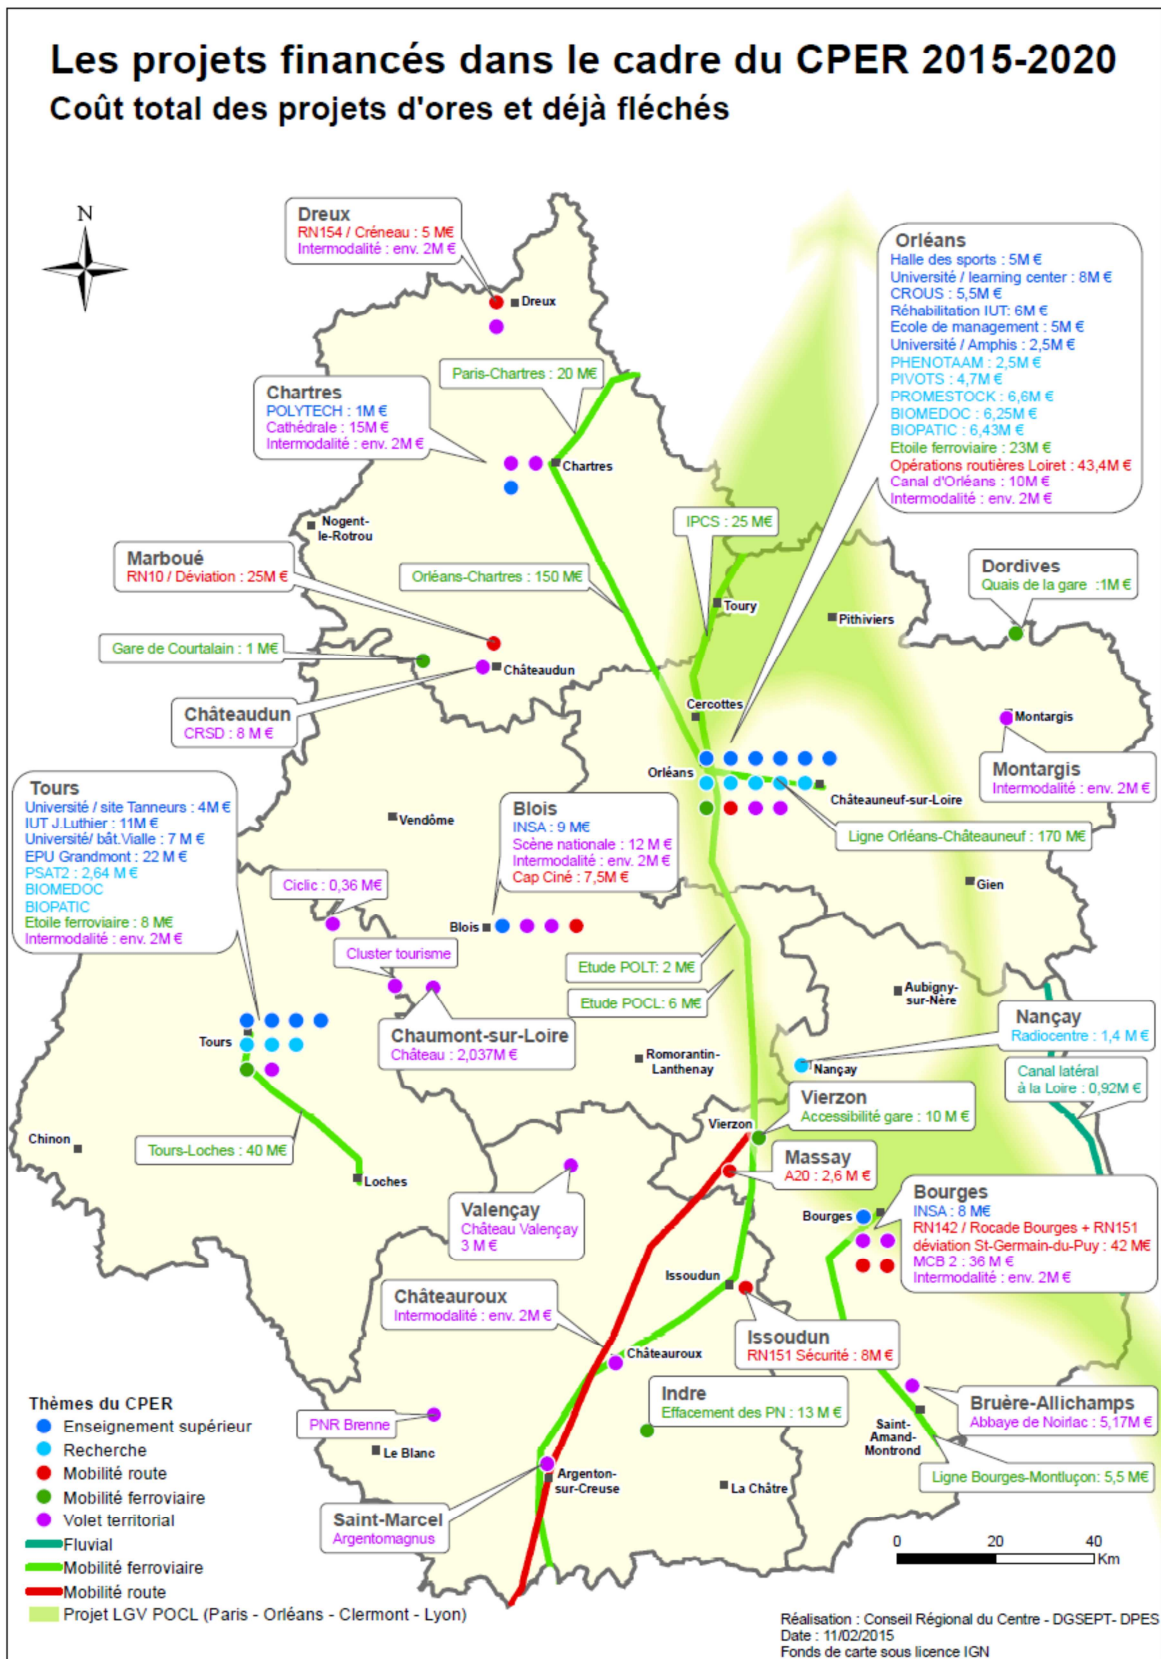 Les projets financés dans le cadre du CPER 2015-2020
Coût total des projets d'ores et déjà fléchés
N
Dreux
RN154 / Créneau : 5 M€
Intermodalité : env. 2M €
Dreux
Orléans
Halle des sports : 5M €
Université / learning center : 8M €
CROUS : 5,5M €
Réhabilitation IUT: 6M €
Ecole de management : 5M €
Université / Amphis : 2,5M €
PHENOTAAM : 2,5M €
PIVOTS : 4,7M €
PROMESTOCK : 6,6M €
BIOMEDOC : 6,25M €
BIOPATIC : 6,43M €
Etoile ferroviaire : 23M €
Opérations routières Loiret : 43,4M €
Canal d'Orléans : 10M €
Intermodalité : env. 2M €
Paris-Chartres : 20 M€
Chartres
POLYTECH : 1M €
Cathédrale : 15M €
Intermodalité : env. 2M €
Chartres
Nogent-
le-Rotrou
IPCS : 25 M€
Marboué
RN10 / Déviation : 25M €
Orléans-Chartres : 150 M€
Dordives
Quais de la gare :1M €
Toury
Pithiviers
Gare de Courtalain : 1 M€
Châteaudun
Châteaudun
CRSD : 8 M €
Cercottes
Montargis
Montargis
Intermodalité : env. 2M €
Orléans
Châteauneuf-sur-Loire
Ligne Orléans-Châteauneuf : 170 M€
Tours
Université / site Tanneurs : 4M €
IUT J.Luthier : 11M €
Université/ bât.Vialle : 7 M €
EPU Grandmont : 22 M €
PSAT2 : 2,64 M €
BIOMEDOC
BIOPATIC
Etoile ferroviaire : 8 M€
Intermodalité : env. 2M €
Vendôme
Blois
INSA : 9 M€
Scène nationale : 12 M €
Intermodalité : env. 2M €
Cap Ciné : 7,5M €
Ciclic : 0,36 M€
Blois
Gien
Cluster tourisme
Etude POLT: 2 M€
Etude POCL: 6 M€
Aubigny-
sur-Nère
Chaumont-sur-Loire
Château : 2,037M €
Nançay
Radiocentre : 1,4 M €
Tours
Romorantin-
Lanthenay
Nançay
Canal latéral
à la Loire : 0,92M €
Vierzon
Accessibilité gare : 10 M €
Vierzon
Chinon
Tours-Loches : 40 M€
Loches
Massay
A20 : 2,6 M €
Valençay
Château Valençay
3 M €
Bourges
Bourges
INSA : 8 M€
RN142 / Rocade Bourges + RN151
déviation St-Germain-du-Puy : 42 M€
MCB 2 : 36 M €
Intermodalité : env. 2M €
Issoudun
Châteauroux
Intermodalité : env. 2M €
Issoudun
RN151 Sécurité : 8M €
Châteauroux
Indre
Effacement des PN : 13 M €
Bruère-Allichamps
Abbaye de Noirlac : 5,17M €
Saint-
Amand-
Montrond
PNR Brenne
Le Blanc
Argenton-
sur-Creuse
La Châtre
Ligne Bourges-Montluçon: 5,5 M€
Saint-Marcel
Argentomagnus
Thèmes du CPER
Enseignement supérieur
Recherche
Mobilité route
Mobilité ferroviaire
Volet territorial
Fluvial
Mobilité ferroviaire
Mobilité route
Projet LGV POCL (Paris - Orléans - Clermont - Lyon)
0 20 40
Km
Réalisation : Conseil Régional du Centre - DGSEPT- DPES
Date : 11/02/2015
Fonds de carte sous licence IGN